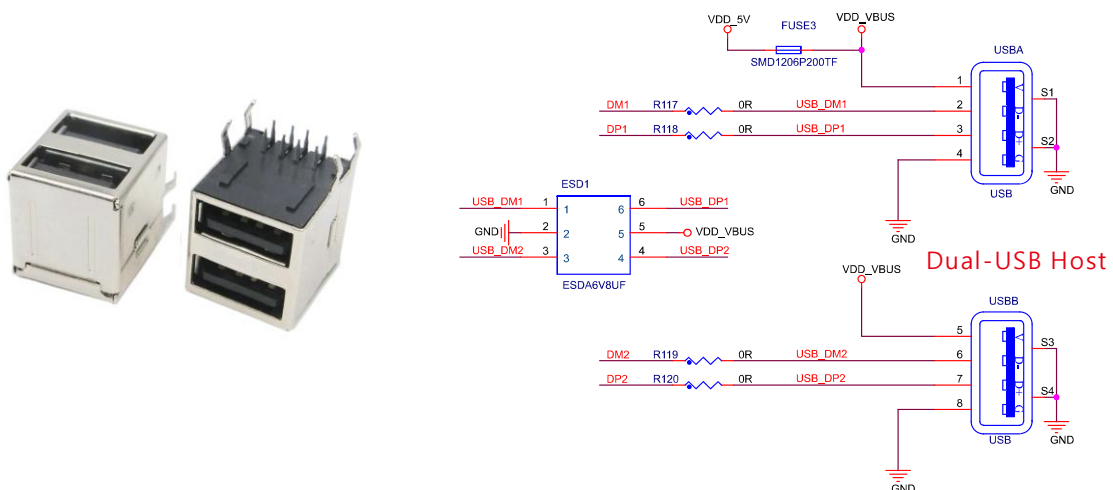 VDD_5V
FUSE3
VDD_VBUS
SMD1206P200TF
USBA
1
V
S1
DM1
R117
0R
USB_DM1
2
D-
DP1
R118
0R
USB_DP1
3
D+
S2
4
G
USB
GND
GND
ESD1
USB_DM1
1
1
6
6
USB_DP1
GND
2
2
5
5
VDD_VBUS
USB_DM2
3
3
4
4
USB_DP2
ESDA6V8UF
Dual-USB Host
VDD_VBUS
USBB
5
V
S3
DM2
R119
0R
USB_DM2
6
D-
DP2
R120
0R
USB_DP2
7
D+
S4
8
G
USB
GND
GND